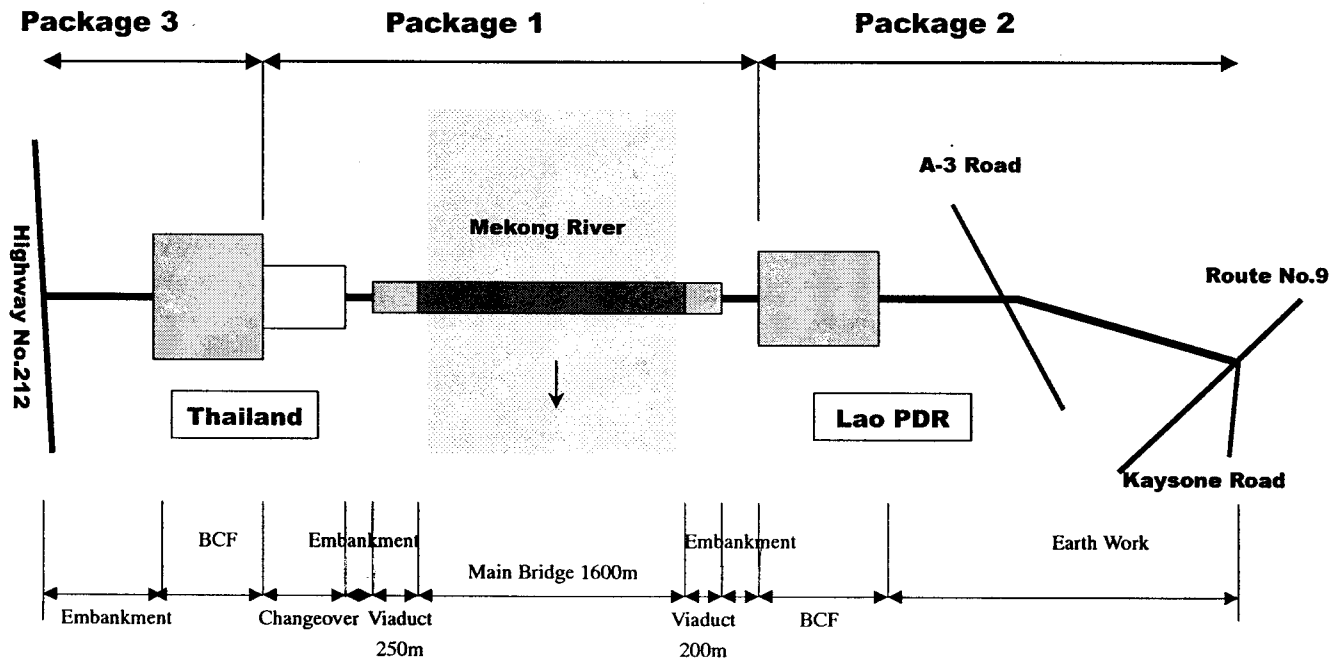 Package 3
Package 1
Package 2
A-3 Road
Mekong River
Route No.9
Highway No.212
Thailand
Lao PDR
Kaysone Road
BCF
Embankment
Embankment
Earth Work
Main Bridge 1600m
Embankment
Changeover
Viaduct
250m
Viaduct
200m
BCF